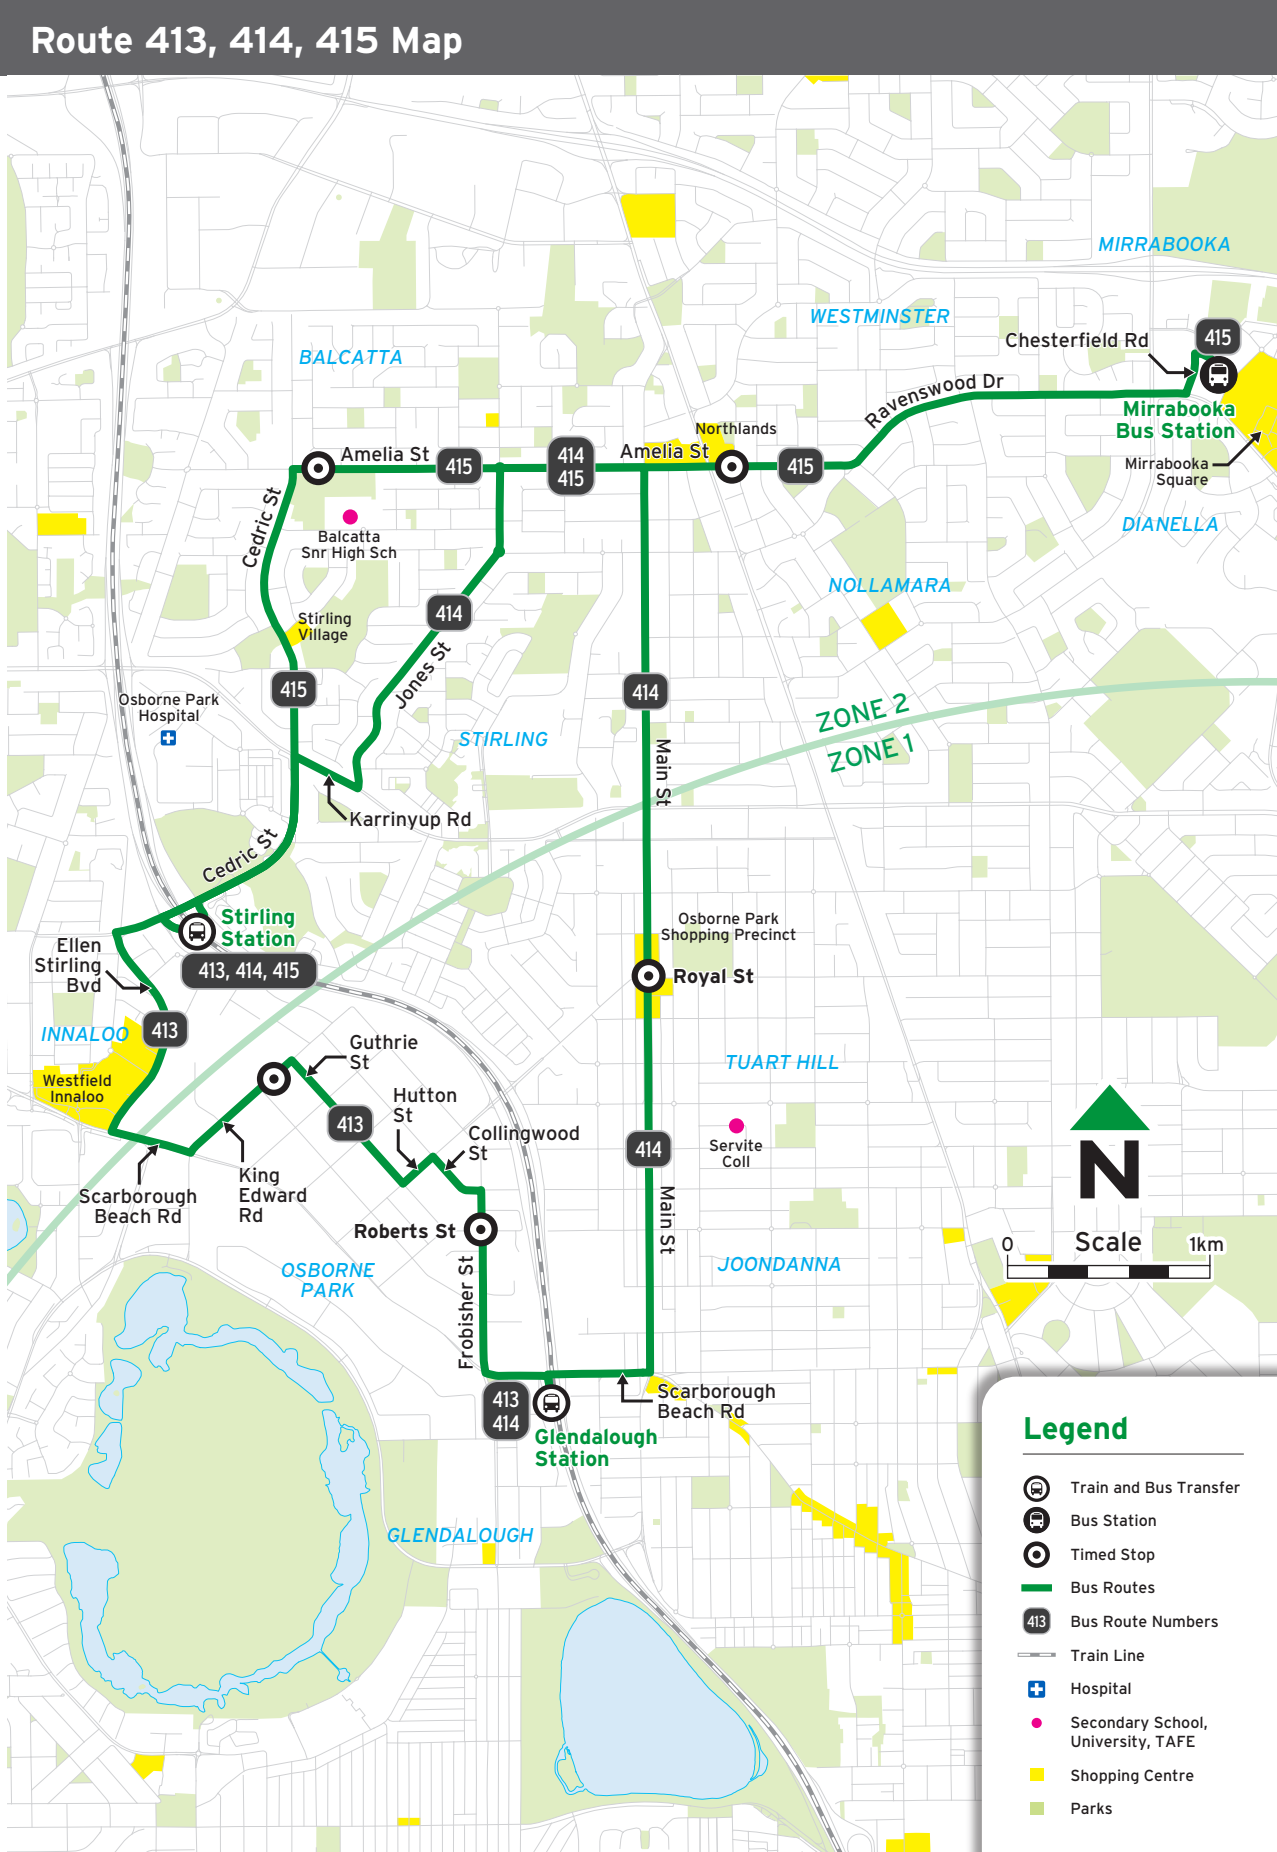 Route 413, 414, 415 Map
MIRRABOOKA
WESTMINSTER
Chesterfield Rd
415
BALCATTA
Ravenswood Dr
Mirrabooka
Bus Station
Northlands
Amelia St
415
414
415
Amelia St
415
Mirrabooka
Square
Cedric St
Balcatta
Snr High Sch
DIANELLA
NOLLAMARA
Stirling
Village
414
Jones St
415
414
Osborne Park
Hospital
STIRLING
ZONE 2
ZONE 1
Main St
Karrinyup Rd
Cedric St
Stirling
Station
413, 414, 415
Ellen
Stirling
Bvd
Osborne Park
Shopping Precinct
Royal St
INNALOO
413
Guthrie
St
TUART HILL
Westfield
Innaloo
Hutton
St
413
Collingwood
St
414
Servite
Coll
King
Edward
Rd
Scarborough
Beach Rd
Main St
Roberts St
N
Scale
0
1km
OSBORNE
PARK
Frobisher St
JOONDANNA
413
414
Scarborough
Beach Rd
Glendalough
Station
GLENDALOUGH
Legend
Train and Bus Transfer
Bus Station
Timed Stop
Bus Routes
413
Bus Route Numbers
Train Line
Hospital
Secondary School,
University, TAFE
Shopping Centre
Parks